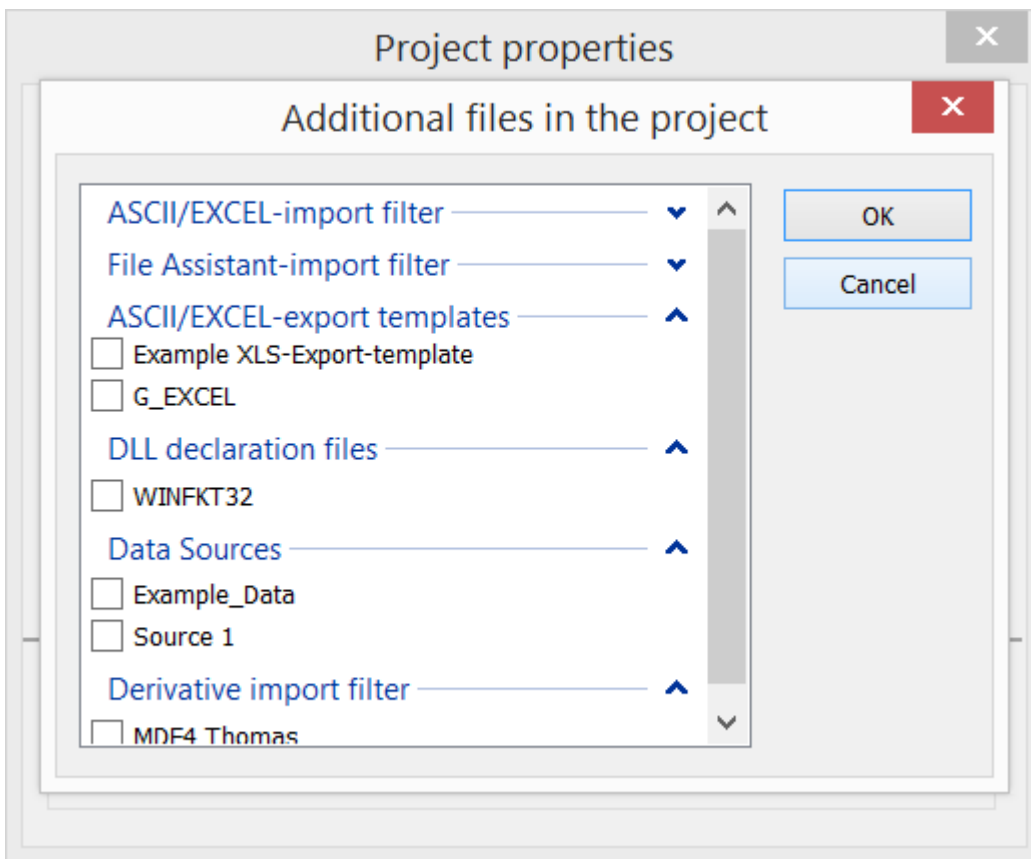 Project properties
Additional files in the project
ASCII/EXCEL-import filter
File Assistant-import filter
ASCII/EXCEL-export templates
Example XLS-Export-template
G_EXCEL
DLL declaration files
WINFKT32
Data Sources
Example_Data
Source 1
Derivative import filter
MDF4 Thomas
OK
Cancel